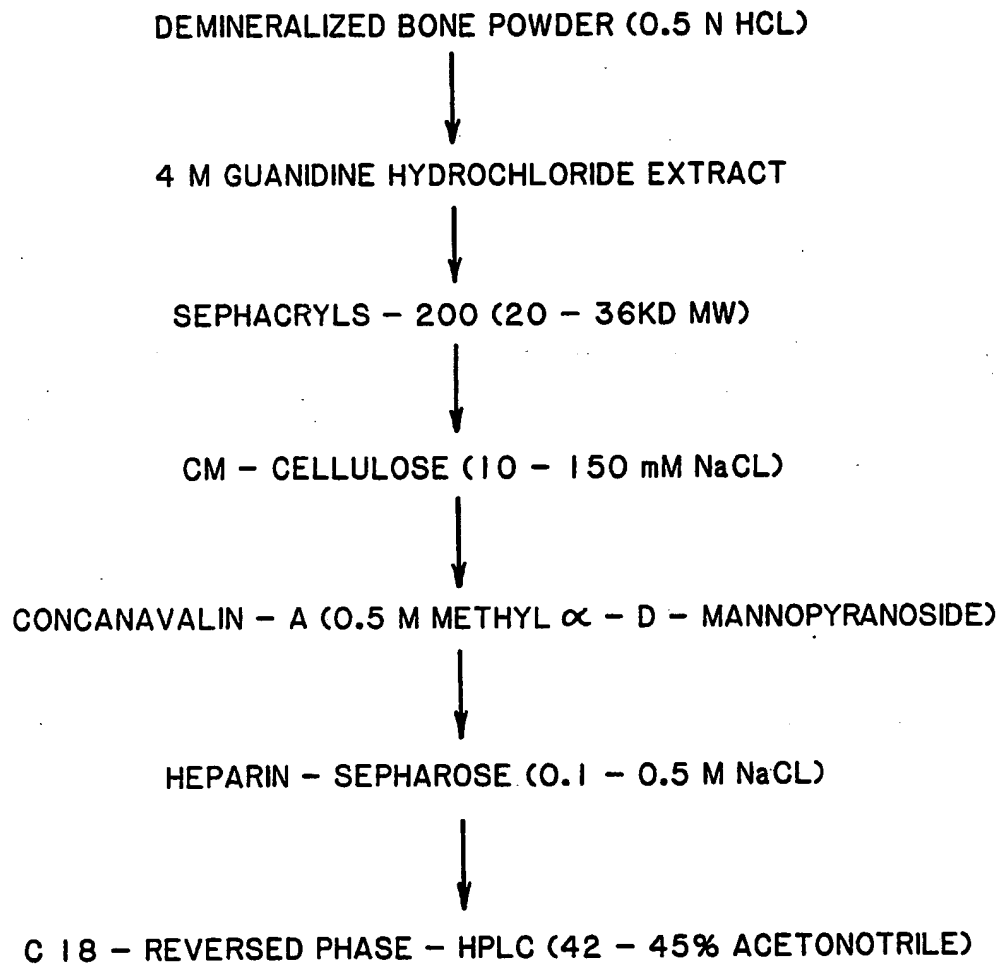 DEMINERALIZED BONE POWDER (0.5 N HCL)
4 M GUANIDINE HYDROCHLORIDE EXTRACT
SEPHACRYLS - 200 (20 - 36KD MW)
CM - CELLULOSE (10 - 150 mM NaCL)
CONCANAVALIN - A (0.5 M METHYL ∝ - D - MANNOPYRANOSIDE)
HEPARIN - SEPHAROSE (0.1 - 0.5 M NaCL)
C 18 - REVERSED PHASE - HPLC (42 - 45% ACETONOTRILE)